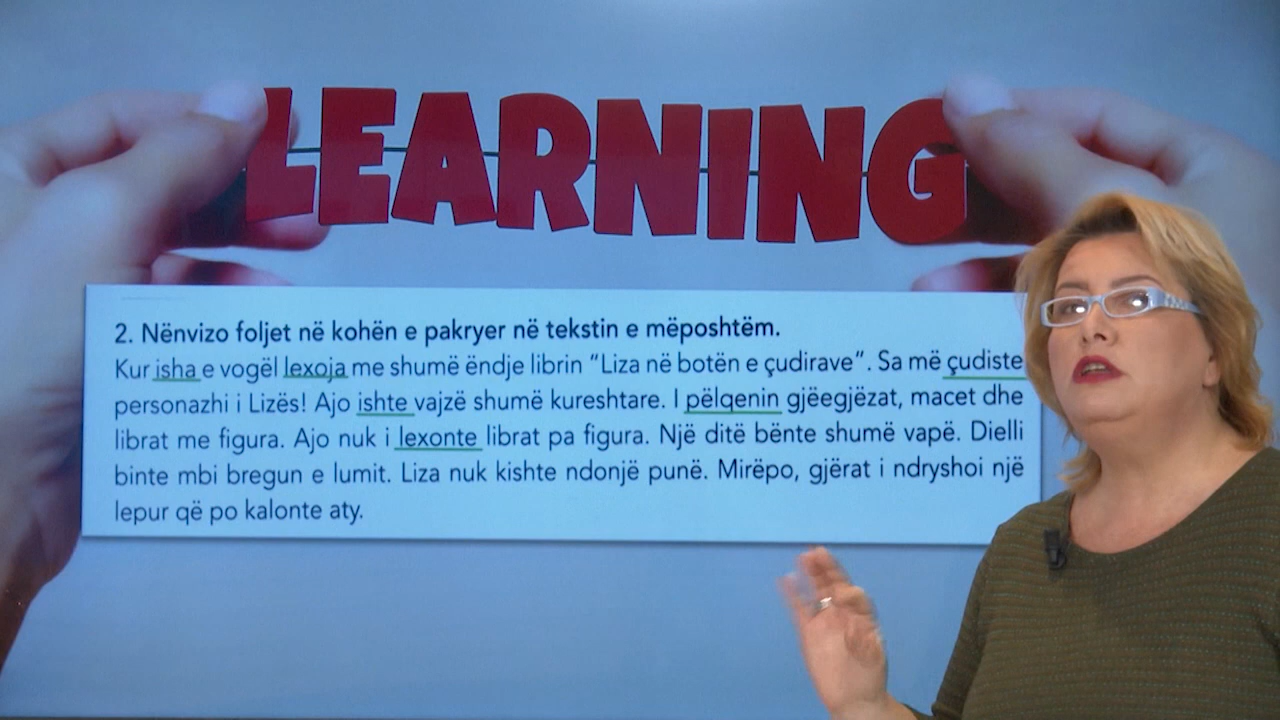 LEARNING
2. Nënvizo foljet në kohën e pakryer në tekstin e mëposhtëm.
Kur isha e vogël lexoja me shumë ëndje librin “Liza në botën e çudirave”. Sa më çudiste
personazhi i Lizës! Ajo ishte vajzë shumë kureshtare. I pëlqenin gjëegjëzat, macet dhe
librat me figura. Ajo nuk i lexonte librat pa figura. Një ditë bënte shumë vapë. Dielli
binte mbi bregun e lumit. Liza nuk kishte ndonjë punë. Mirëpo, gjërat i ndryshoi një
lepur që po kalonte aty.